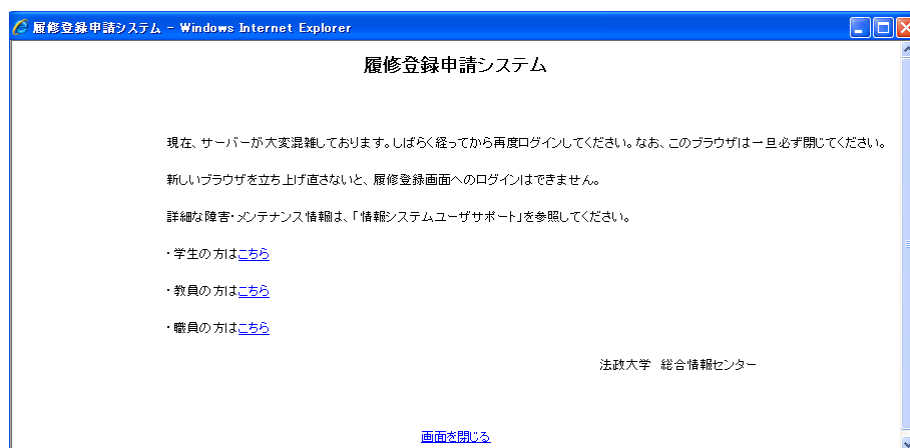 履修登録申請システム - Windows Internet Explorer
履修登録申請システム
現在、サーバーが大変混雑しております。しばらく経ってから再度ログインしてください。なお、このブラウザは一旦必ず閉じてください。
新しいブラウザを立ち上げ直さないと、履修登録画面へのログインはできません。
詳細な障害・メンテナンス情報は、「情報システムユーザサポート」を参照してください。
・学生の方はこちら
・教員の方はこちら
・職員の方はこちら
法政大学　総合情報センター
画面を閉じる